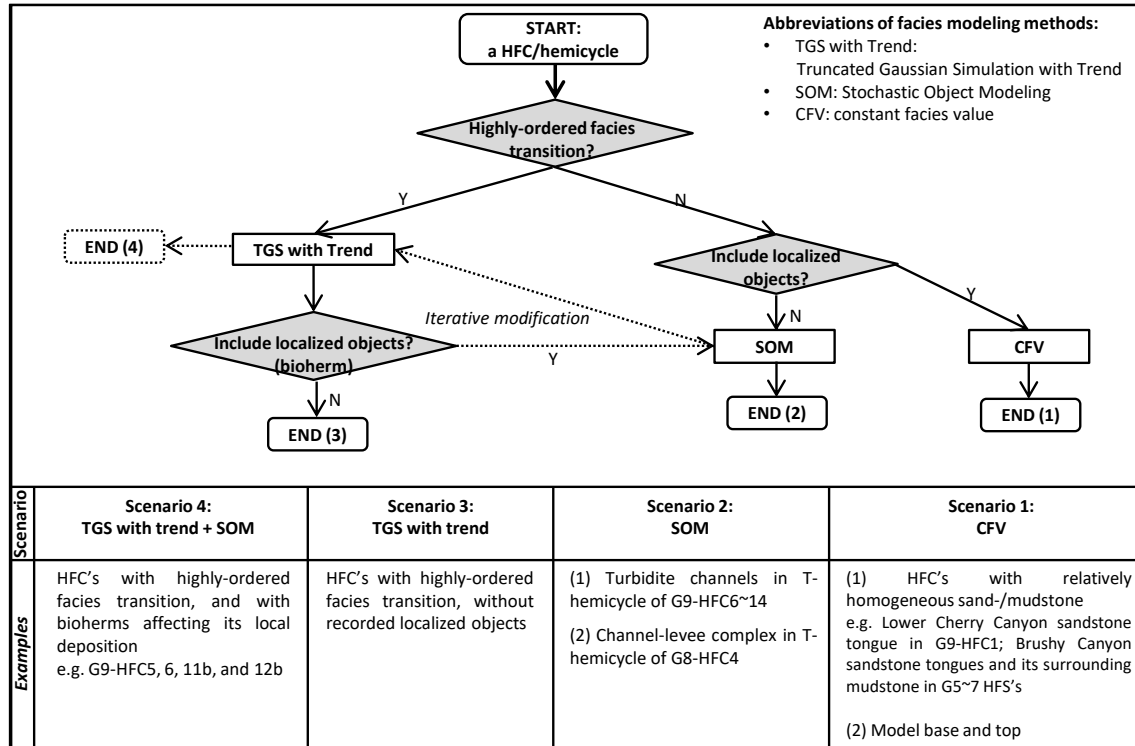 START:
a HFC/hemicycle
Abbreviations of facies modeling methods:
• TGS with Trend:
Truncated Gaussian Simulation with Trend
• SOM: Stochastic Object Modeling
• CFV: constant facies value
Highly-ordered facies
transition?
Y
N
END (4)
TGS with Trend
Include localized
objects?
Y
N
Iterative modification
Include localized objects?
(bioherm)
Y
SOM
CFV
N
END (3)
END (2)
END (1)
Scenario
Scenario 4:
TGS with trend + SOM
Scenario 3:
TGS with trend
Scenario 2:
SOM
Scenario 1:
CFV
Examples
HFC's with highly-ordered
facies transition, and with
bioherms affecting its local
deposition
e.g. G9-HFC5, 6, 11b, and 12b
HFC's with highly-ordered
facies transition, without
recorded localized objects
(1) Turbidite channels in T-
hemicycle of G9-HFC6~14
(2) Channel-levee complex in T-
hemicycle of G8-HFC4
(1) HFC's with relatively
homogeneous sand-/mudstone
e.g. Lower Cherry Canyon sandstone
tongue in G9-HFC1; Brushy Canyon
sandstone tongues and its surrounding
mudstone in G5~7 HFS's
(2) Model base and top